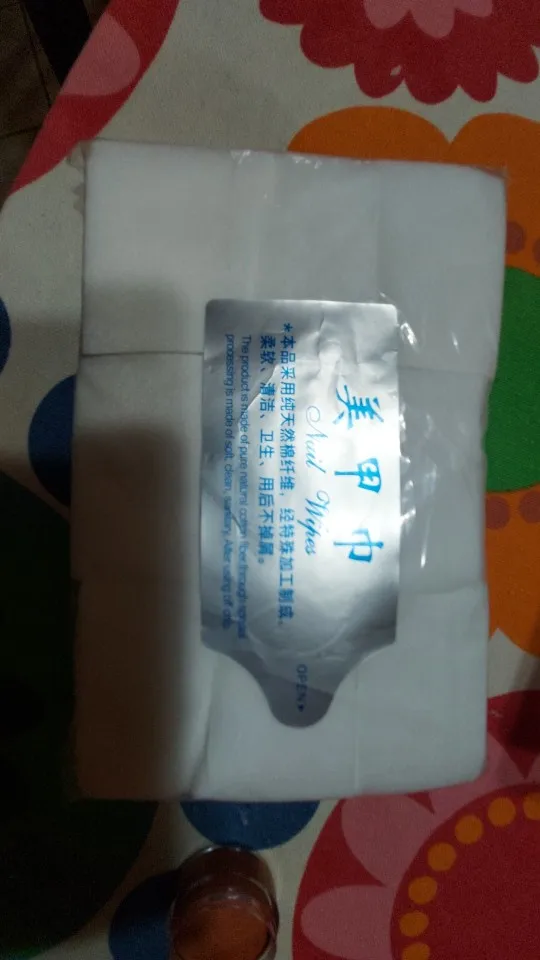 美甲巾
Nail Wipes
*本品采用纯天然棉纤维，经特殊加工制成。
柔软、清洁、卫生、用后不掉屑。
The product is made of pure natural cotton fiber through special
processing is made of soft, clean, sanitary, After using off crib.
OPEN